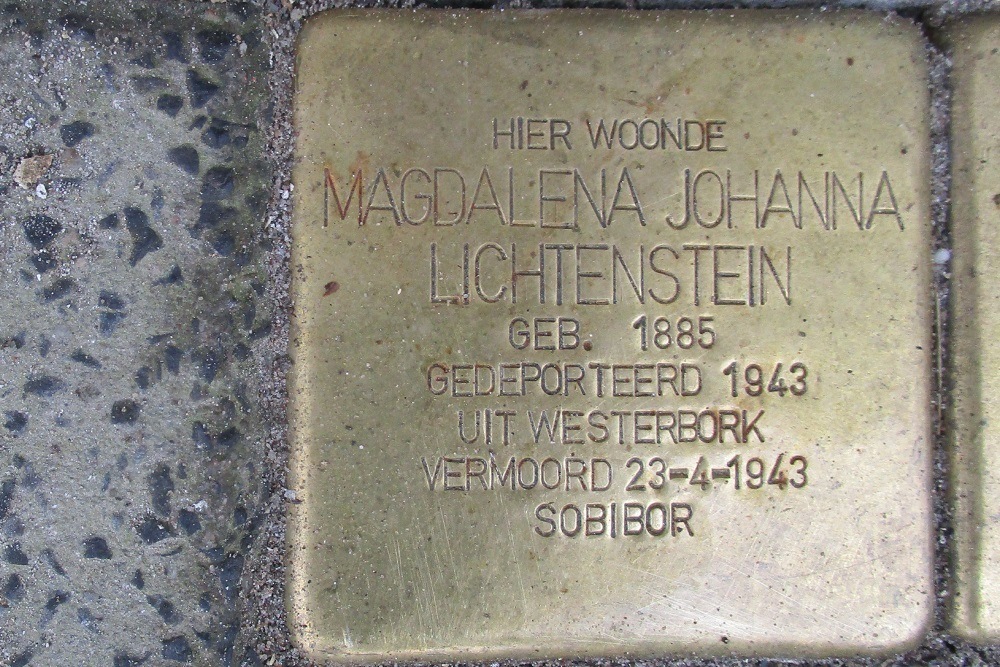 HIER WOONDE
MAGDALENA JOHANNA
LICHTENSTEIN
GEB. 1885
GEDEPORTEERD 1943
UIT WESTERBORK
VERMOORD 23-4-1943
SOBIBOR